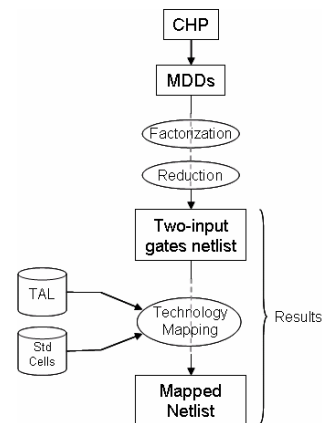 CHP
MDDs
Factorization
Reduction
Two-input
gates netlist
TAL
Technology
Mapping
Results
Std
Cells
Mapped
Netlist